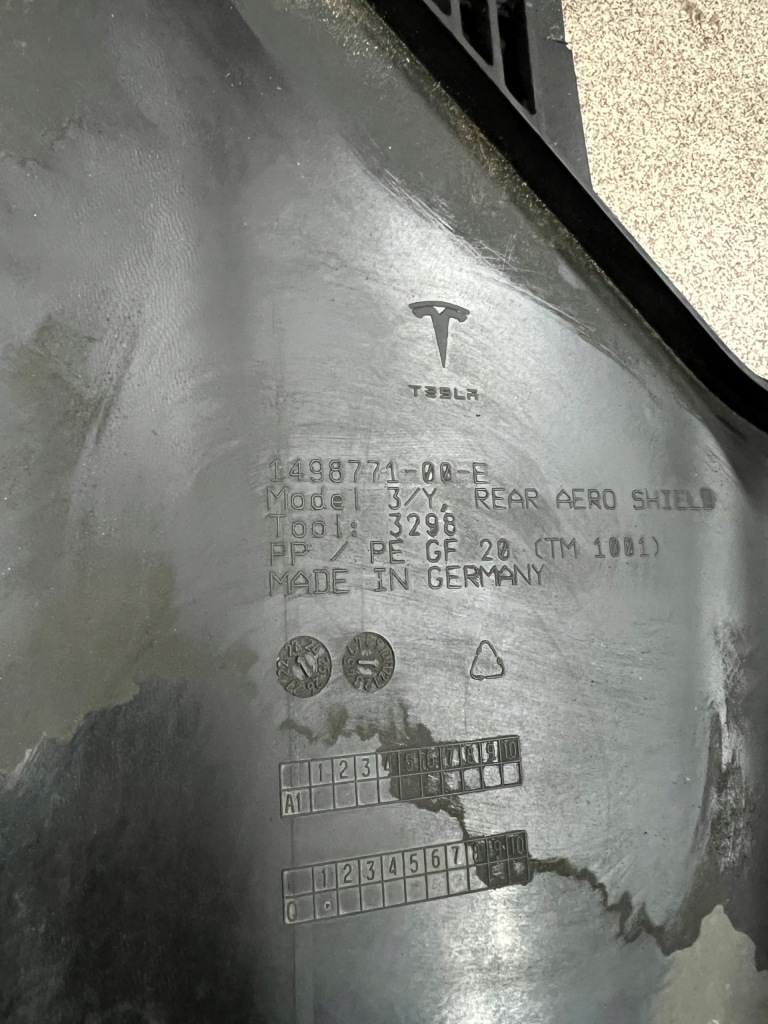 TESLA
1498771-00-E
Model 3/Y, REAR AERO SHIELD
Tool: 3298
PP / PE GF 20 (TM 1001)
MADE IN GERMANY
1 2 3 4 5 6 7 8 9 10
A1
1 2 3 4 5 6 7 8 9 10
0